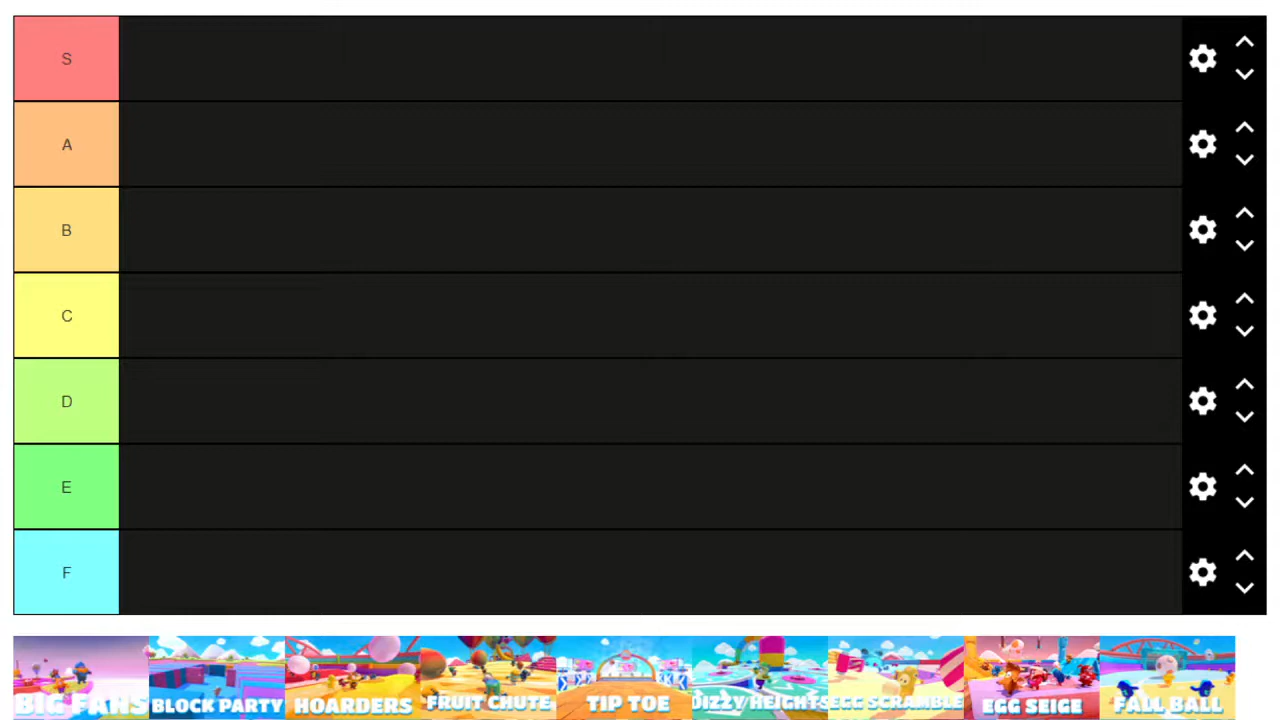 S
A
B
C
D
E
F
BIG FANS BLOCK PARTY HOARDERS FRUIT CHUTE TIP TOE DIZZY HEIGHTS EGG SCRAMBLE EGG SEIGE FALL BALL